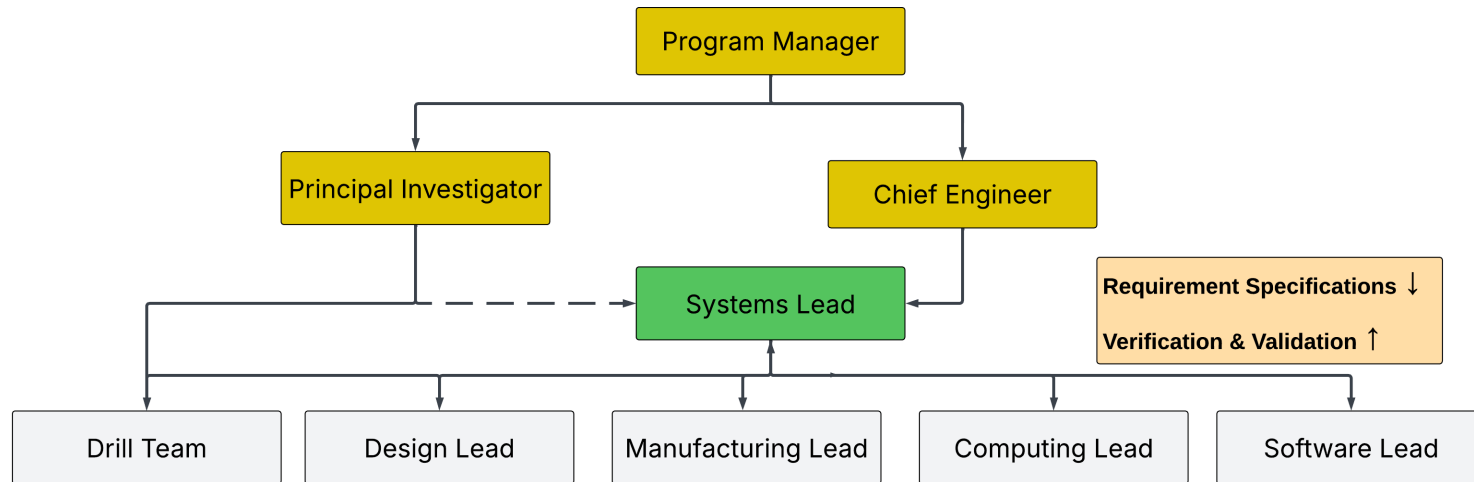 Program Manager
Principal Investigator
Chief Engineer
Systems Lead
Requirement Specifications ↓
Verification & Validation ↑
Drill Team
Design Lead
Manufacturing Lead
Computing Lead
Software Lead